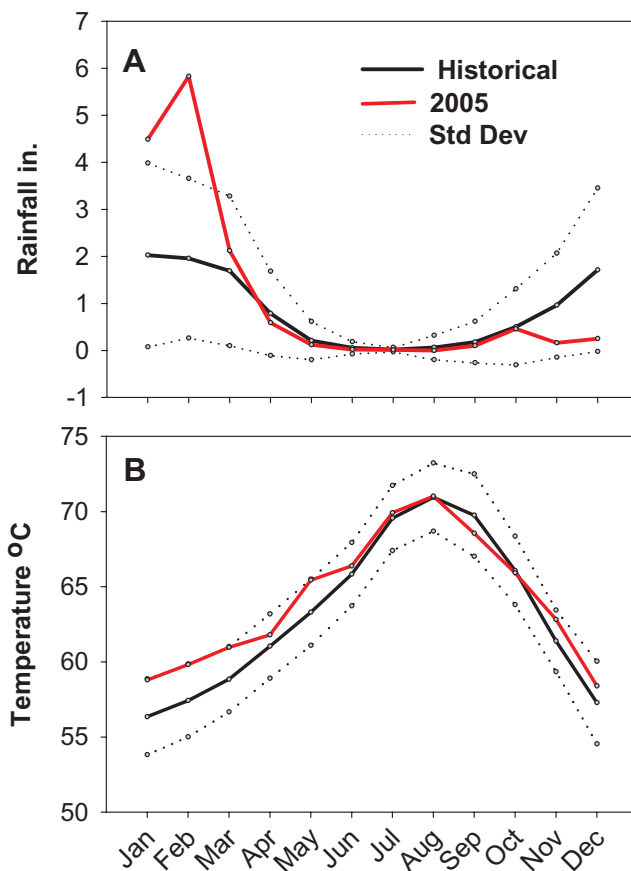 A
Historical
2005
Std Dev
Rainfall in.
7
6
5
4
3
2
1
0
-1
B
Temperature ºC
75
70
65
60
55
50
Jan
Feb
Mar
Apr
May
Jun
Jul
Aug
Sep
Oct
Nov
Dec